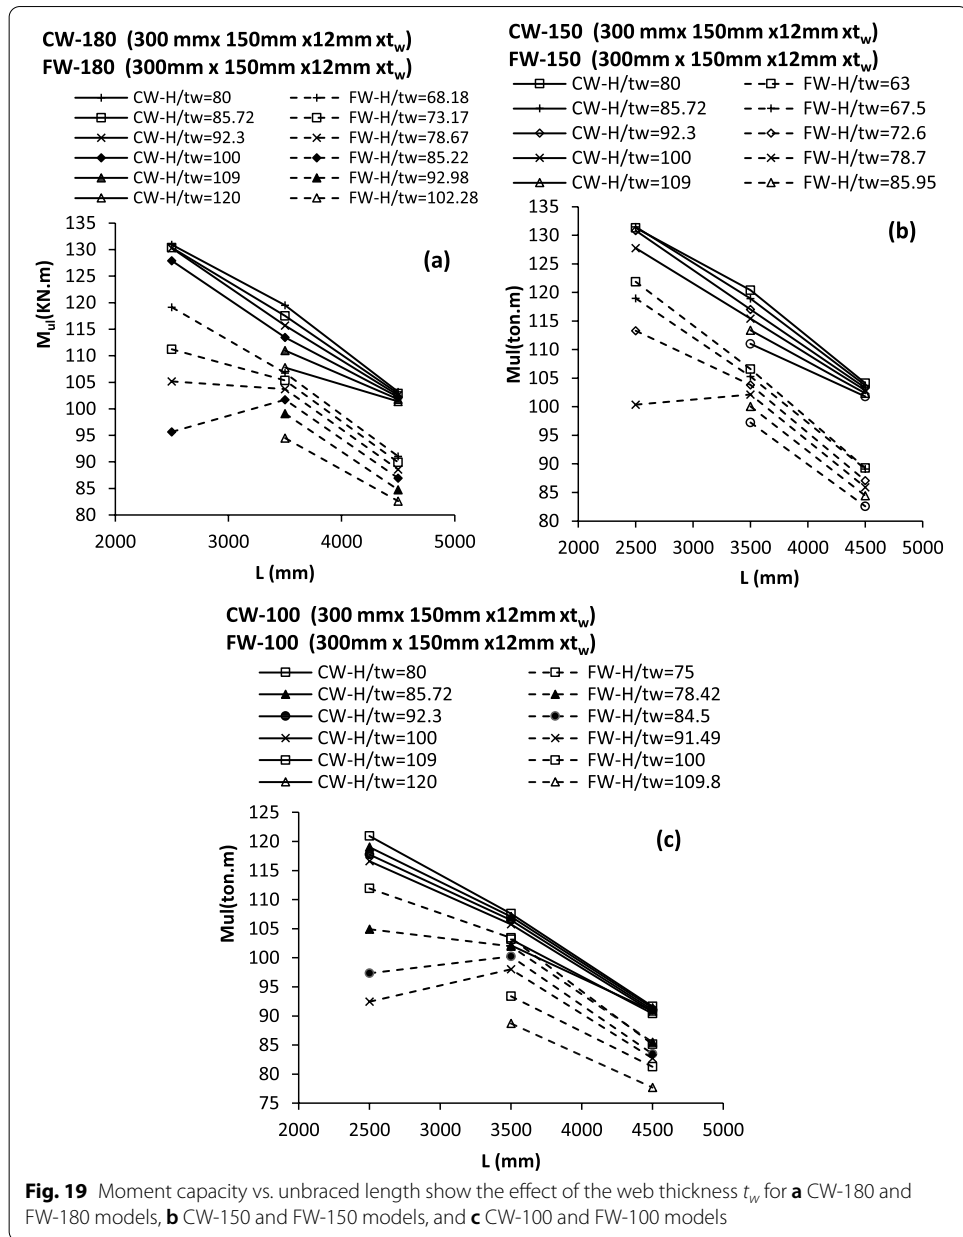 CW-180 (300 mmx 150mm x12mm xtw)
FW-180 (300mm x 150mm x12mm xtw)
CW-H/tw=80 FW-H/tw=68.18
CW-H/tw=85.72 FW-H/tw=73.17
CW-H/tw=92.3 FW-H/tw=78.67
CW-H/tw=100 FW-H/tw=85.22
CW-H/tw=109 FW-H/tw=92.98
CW-H/tw=120 FW-H/tw=102.28
135
130
125
120
115
110
105
100
95
90
85
80
Mul(KN.m)
(a)
2000 3000 4000 5000
L (mm)
CW-150 (300 mmx 150mm x12mm xtw)
FW-150 (300mm x 150mm x12mm xtw)
CW-H/tw=80 FW-H/tw=63
CW-H/tw=85.72 FW-H/tw=67.5
CW-H/tw=92.3 FW-H/tw=72.6
CW-H/tw=100 FW-H/tw=78.7
CW-H/tw=109 FW-H/tw=85.95
135
130
125
120
115
110
105
100
95
90
85
80
Mul(ton.m)
(b)
2000 2500 3000 3500 4000 4500 5000
L (mm)
CW-100 (300 mmx 150mm x12mm xtw)
FW-100 (300mm x 150mm x12mm xtw)
CW-H/tw=80 FW-H/tw=75
CW-H/tw=85.72 FW-H/tw=78.42
CW-H/tw=92.3 FW-H/tw=84.5
CW-H/tw=100 FW-H/tw=91.49
CW-H/tw=109 FW-H/tw=100
CW-H/tw=120 FW-H/tw=109.8
125
120
115
110
105
100
95
90
85
80
75
Mul(ton.m)
(c)
2000 2500 3000 3500 4000 4500 5000
L (mm)
Fig. 19 Moment capacity vs. unbraced length show the effect of the web thickness tw for a CW-180 and
FW-180 models, b CW-150 and FW-150 models, and c CW-100 and FW-100 models